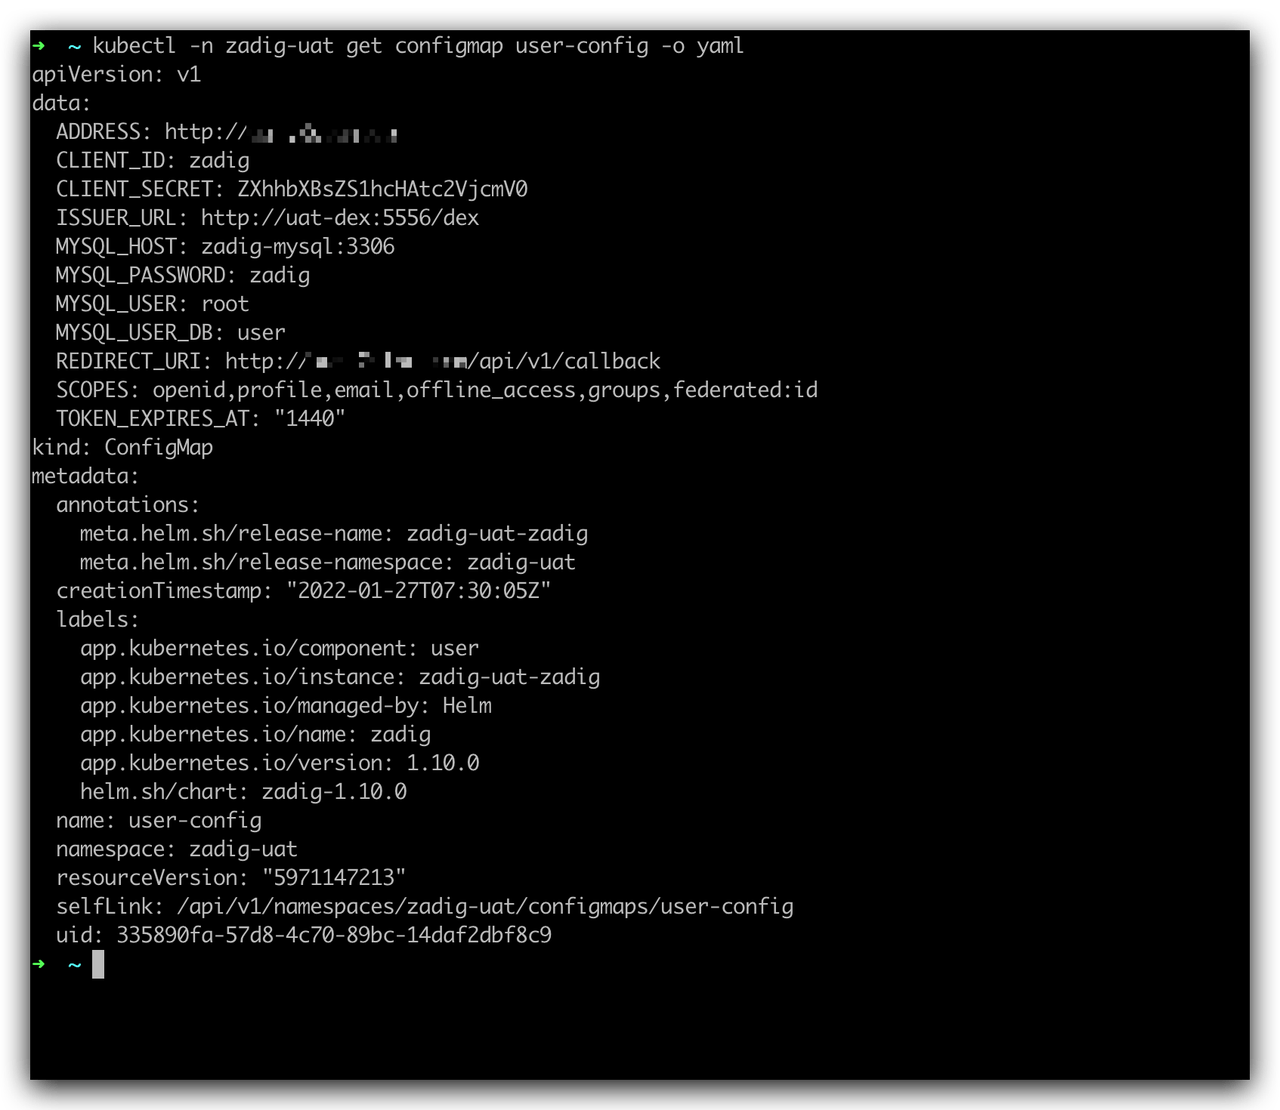 ➜ ~ kubectl -n zadig-uat get configmap user-config -o yaml
apiVersion: v1
data:
  ADDRESS: http://
  CLIENT_ID: zadig
  CLIENT_SECRET: ZXhhbXBsZS1hcHAtc2VjcmV0
  ISSUER_URL: http://uat-dex:5556/dex
  MYSQL_HOST: zadig-mysql:3306
  MYSQL_PASSWORD: zadig
  MYSQL_USER: root
  MYSQL_USER_DB: user
  REDIRECT_URI: http:// /api/v1/callback
  SCOPES: openid,profile,email,offline_access,groups,federated:id
  TOKEN_EXPIRES_AT: "1440"
kind: ConfigMap
metadata:
  annotations:
    meta.helm.sh/release-name: zadig-uat-zadig
    meta.helm.sh/release-namespace: zadig-uat
  creationTimestamp: "2022-01-27T07:30:05Z"
  labels:
    app.kubernetes.io/component: user
    app.kubernetes.io/instance: zadig-uat-zadig
    app.kubernetes.io/managed-by: Helm
    app.kubernetes.io/name: zadig
    app.kubernetes.io/version: 1.10.0
    helm.sh/chart: zadig-1.10.0
  name: user-config
  namespace: zadig-uat
  resourceVersion: "5971147213"
  selfLink: /api/v1/namespaces/zadig-uat/configmaps/user-config
  uid: 335890fa-57d8-4c70-89bc-14daf2dbf8c9
➜ ~